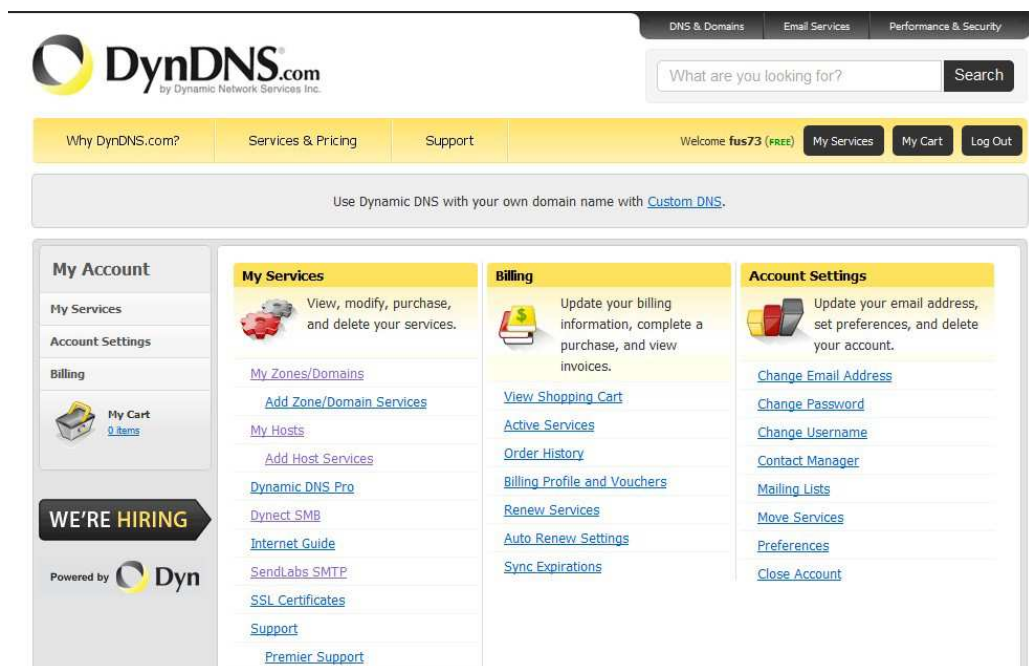 DNS & Domains
Email Services
Performance & Security
DynDNS.com
by Dynamic Network Services Inc.
What are you looking for?
Search
Why DynDNS.com?
Services & Pricing
Support
Welcome fus73 (FREE)
My Services
My Cart
Log Out
Use Dynamic DNS with your own domain name with Custom DNS.
My Account
My Services
Account Settings
Billing
My Cart
0 items
WE'RE HIRING
Powered by Dyn
My Services
View, modify, purchase,
and delete your services.
My Zones/Domains
Add Zone/Domain Services
My Hosts
Add Host Services
Dynamic DNS Pro
Dynect SMB
Internet Guide
SendLabs SMTP
SSL Certificates
Support
Premier Support
Billing
Update your billing
information, complete a
purchase, and view
invoices.
View Shopping Cart
Active Services
Order History
Billing Profile and Vouchers
Renew Services
Auto Renew Settings
Sync Expirations
Account Settings
Update your email address,
set preferences, and delete
your account.
Change Email Address
Change Password
Change Username
Contact Manager
Mailing Lists
Move Services
Preferences
Close Account